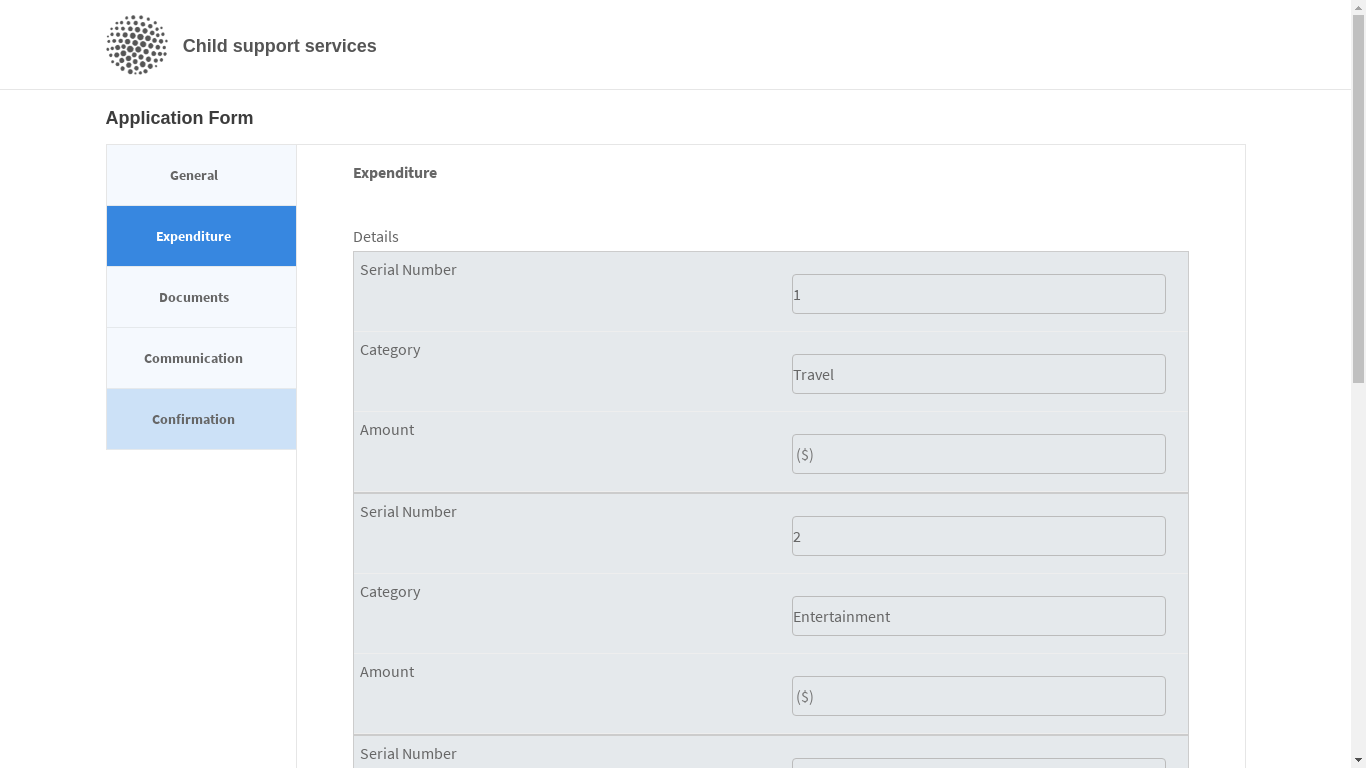 Child support services
Application Form
General
Expenditure
Documents
Communication
Confirmation
Expenditure
Details
Serial Number
1
Category
Travel
Amount
($)
Serial Number
2
Category
Entertainment
Amount
($)
Serial Number